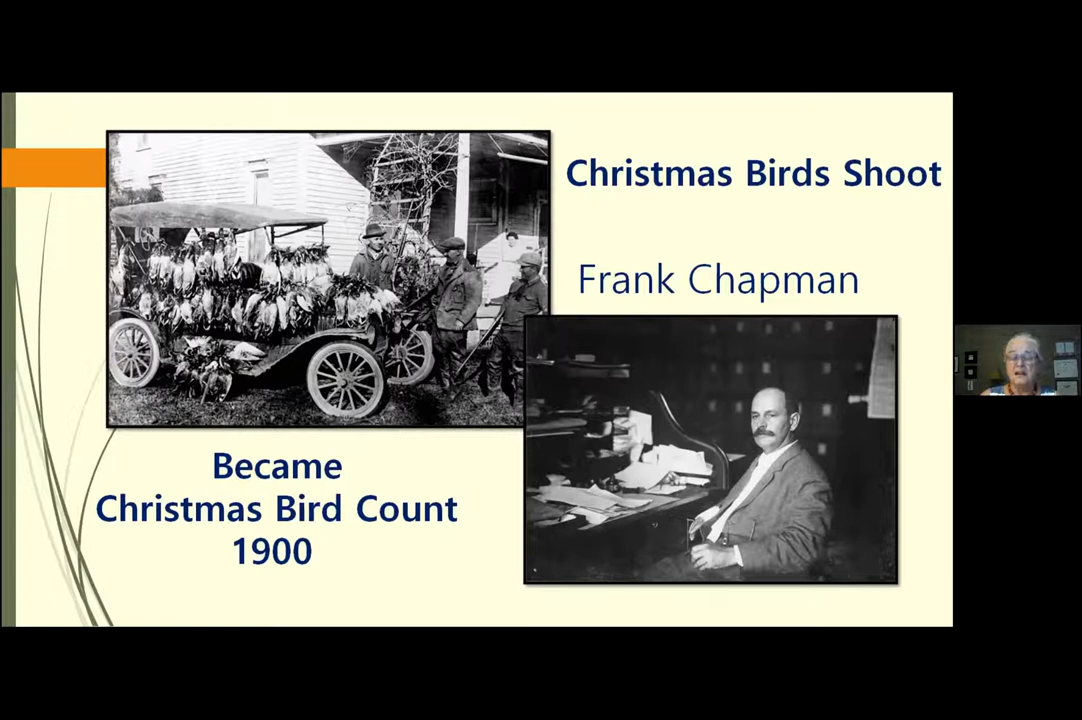 Christmas Birds Shoot
Frank Chapman
Became
Christmas Bird Count
1900